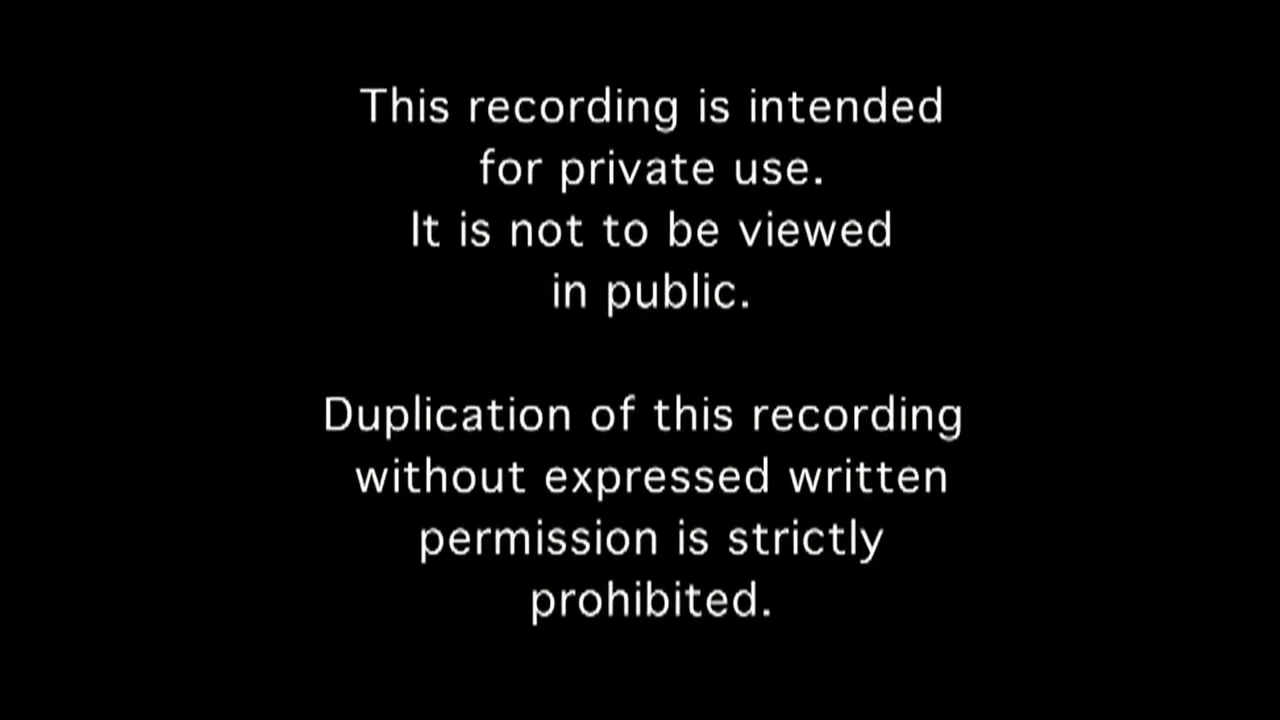 This recording is intended
for private use.
It is not to be viewed
in public.
Duplication of this recording
without expressed written
permission is strictly
prohibited.